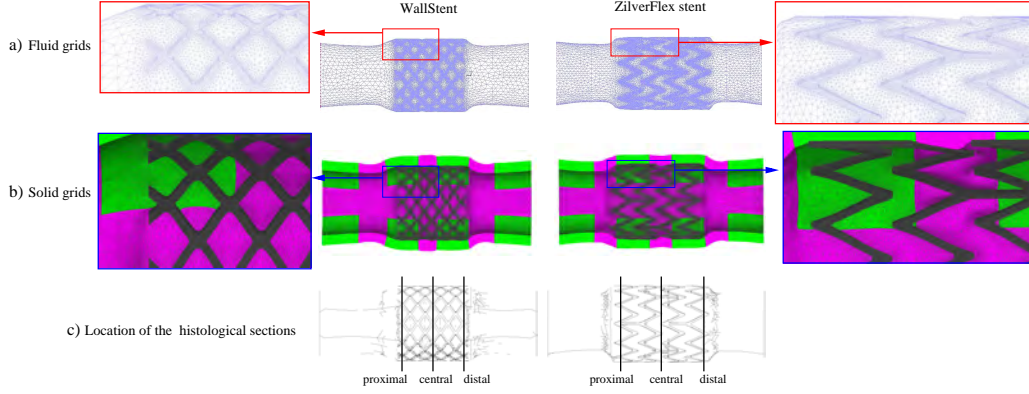 WallStent
ZilverFlex stent
a) Fluid grids
b) Solid grids
c) Location of the histological sections
proximal central distal
proximal central distal